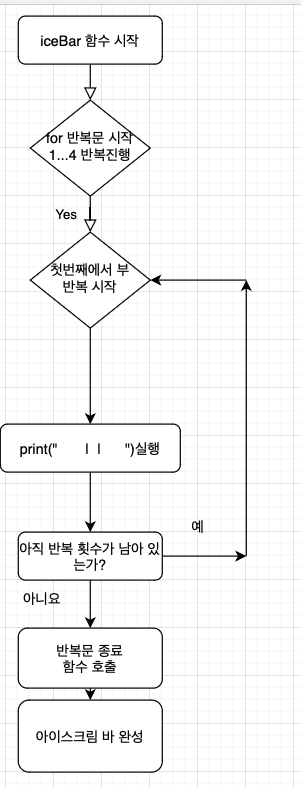 iceBar 함수 시작
for 반복문 시작
1...4 반복진행
Yes
첫번째에서 부
반복 시작
print("      | |      ")실행
예
아직 반복 횟수가 남아 있
는가?
아니요
반복문 종료
함수 호출
아이스크림 바 완성